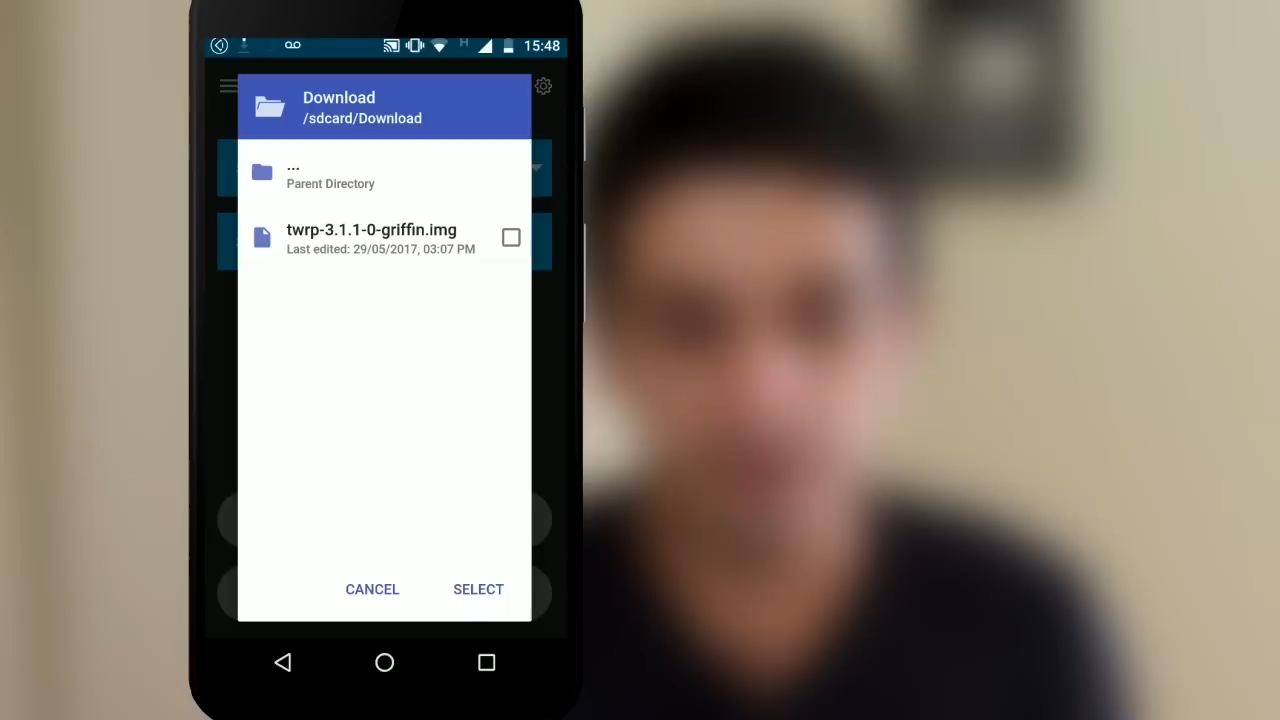 H 15:48
Download
/sdcard/Download
...
Parent Directory
twrp-3.1.1-0-griffin.img
Last edited: 29/05/2017, 03:07 PM
CANCEL
SELECT